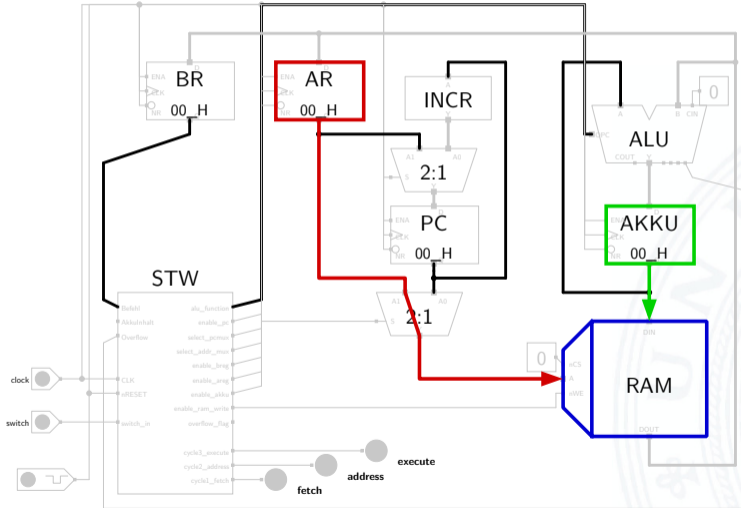 BR
ENA
CLK
NR
00_H
D
AR
ENA
CLK
NR
00_H
A
INCR
Y
A1
A0
2:1
S
Y
PC
ENA
CLK
NR
00_H
A1
A0
2:1
S
A
B
CIN
0
OPC
ALU
COUT
Y
AKKU
ENA
CLK
NR
00_H
DIN
0
nCS
A
nWE
RAM
DOUT
STW
Befehl
Akkuinhalt
Overflow
CLK
nRESET
switch_in
alu_function
enable_pc
select_pcmux
select_addr_mux
enable_breg
enable_areg
enable_akku
enable_ram_write
overflow_flag
cycle3_execute
cycle2_address
cycle1_fetch
clock
switch
execute
address
fetch